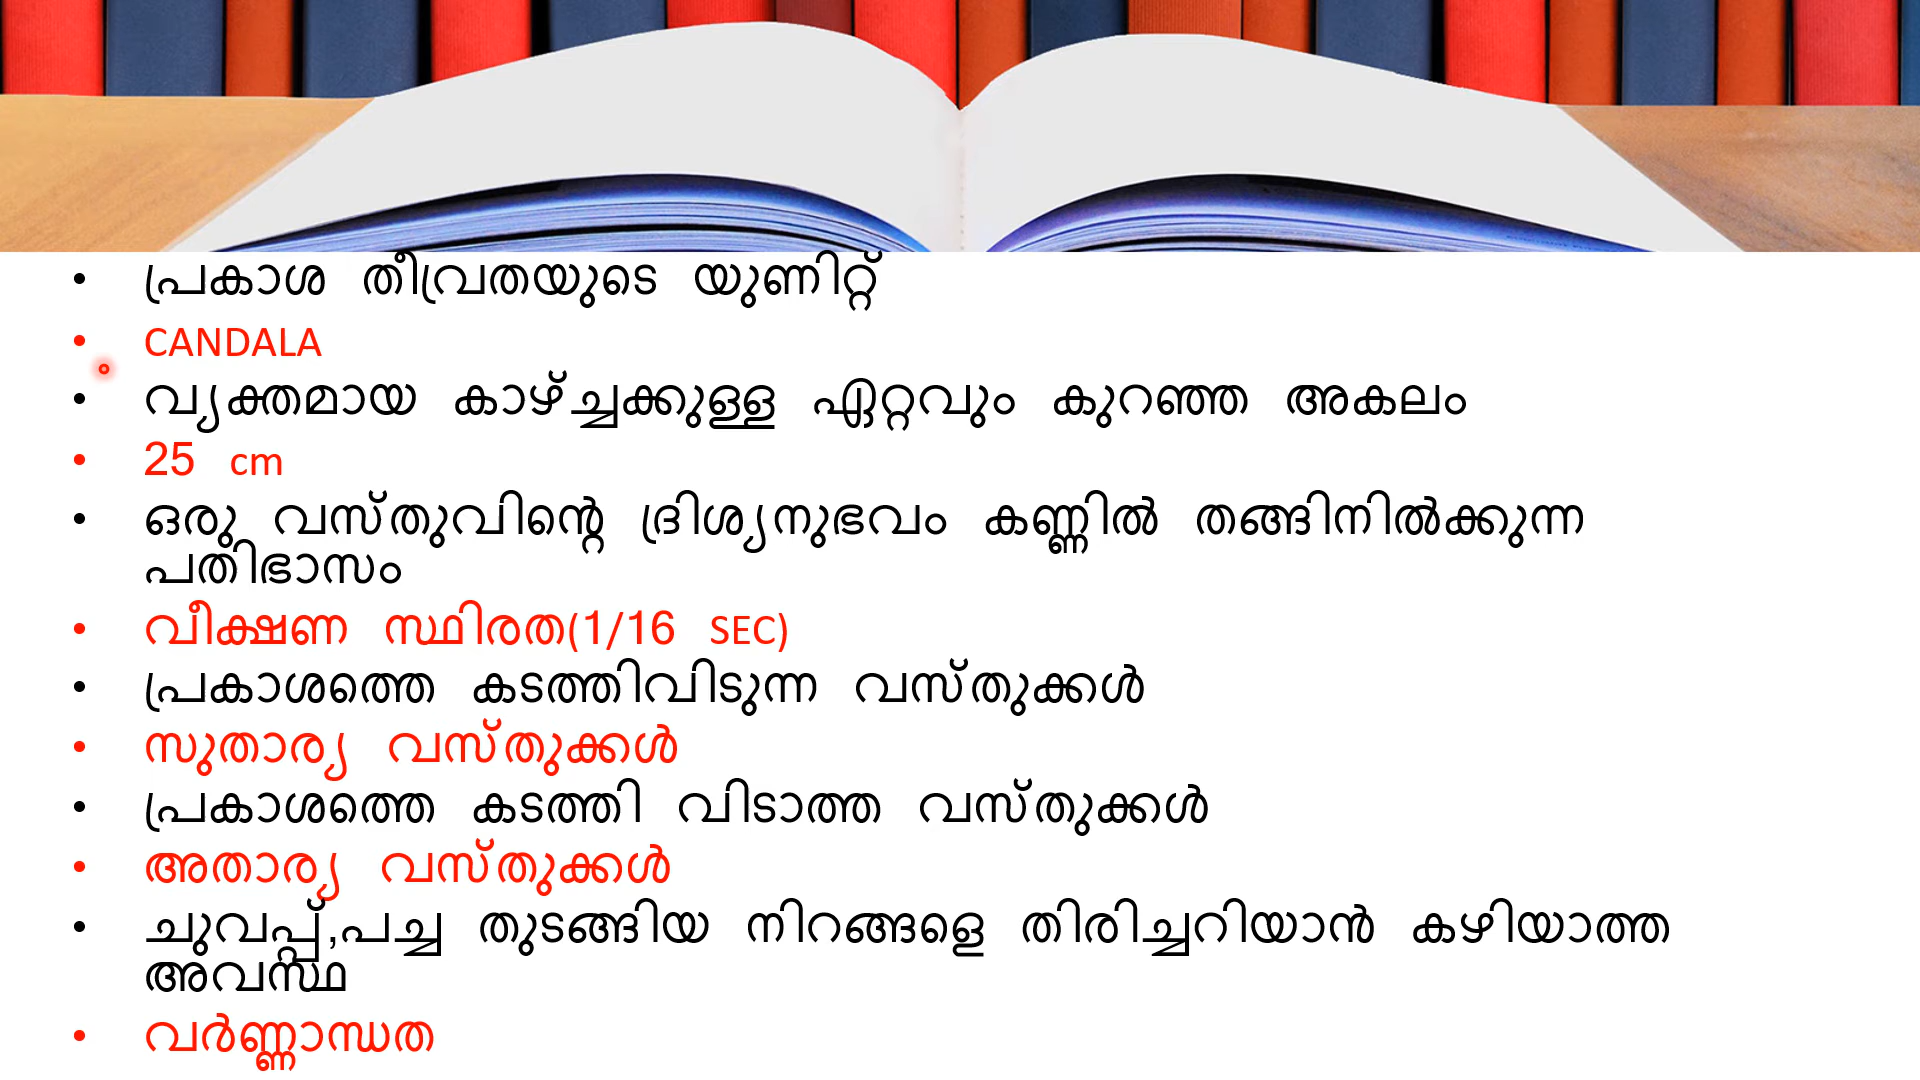 • പ്രകാശ തീവ്രതയുടെ യുണിറ്റ്
• CANDALA
• വ്യക്തമായ കാഴ്ച്ചക്കുള്ള ഏറ്റവും കുറഞ്ഞ അകലം
• 25 cm
• ഒരു വസ്തുവിന്റെ ദ്രിശ്യനുഭവം കണ്ണിൽ തങ്ങിനിൽക്കുന്ന
പതിഭാസം
• വീക്ഷണ സ്ഥിരത(1/16 SEC)
• പ്രകാശത്തെ കടത്തിവിടുന്ന വസ്തുക്കൾ
• സുതാര്യ വസ്തുക്കൾ
• പ്രകാശത്തെ കടത്തി വിടാത്ത വസ്തുക്കൾ
• അതാര്യ വസ്തുക്കൾ
• ചുവപ്പ്,പച്ച തുടങ്ങിയ നിറങ്ങളെ തിരിച്ചറിയാൻ കഴിയാത്ത
അവസ്ഥ
• വർണ്ണാന്ധത